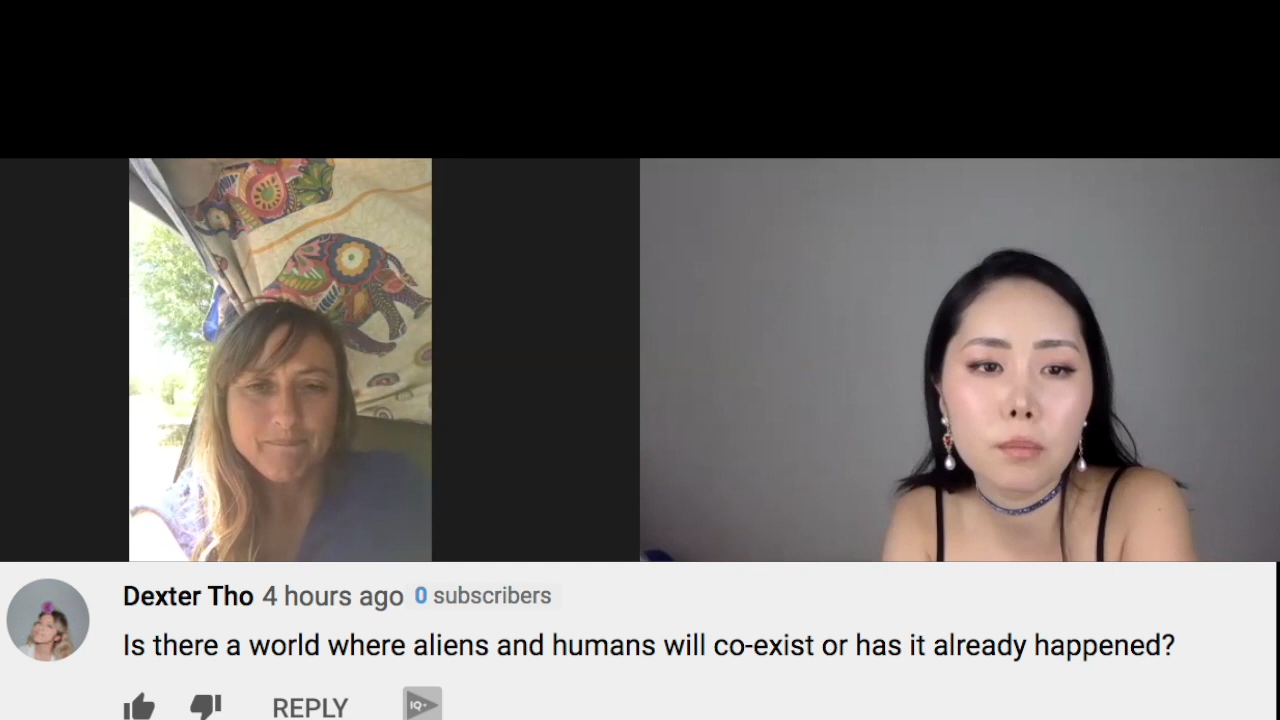 Dexter Tho 4 hours ago 0 subscribers
Is there a world where aliens and humans will co-exist or has it already happened?
REPLY IQ+